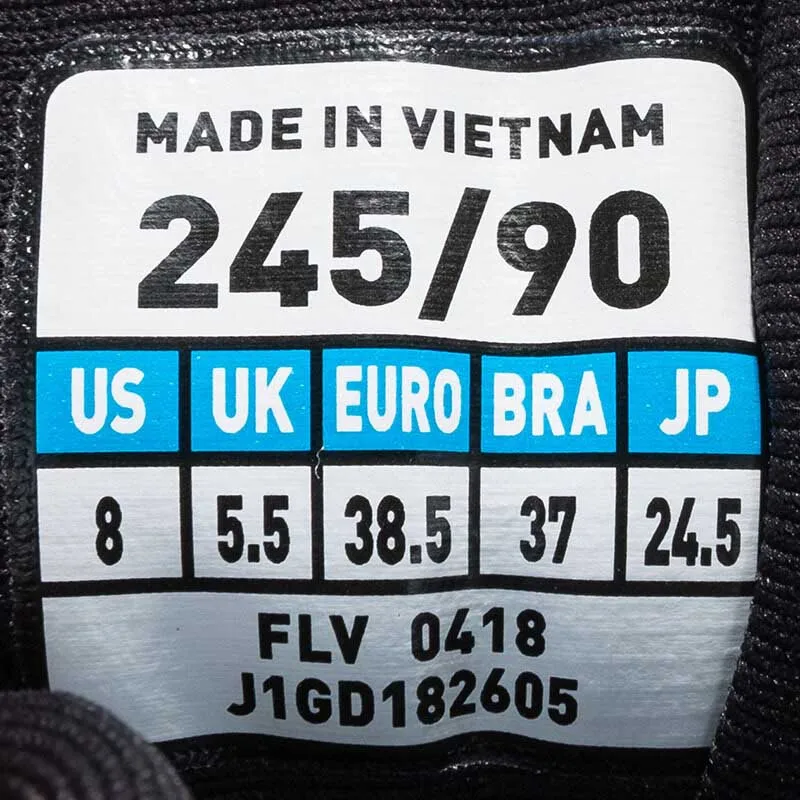 MADE IN VIETNAM
245/90
US UK EURO BRA JP
8 5.5 38.5 37 24.5
FLV 0418
J1GD182605